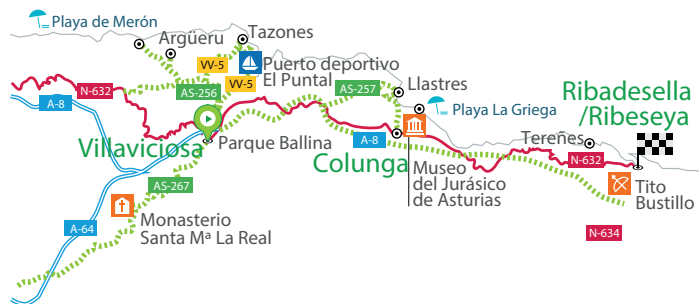 Playa de Merón
Argüeru
Tazones
VV-5
Puerto deportivo
El Puntal
N-632
AS-256
VV-5
A-8
AS-257
Llastres
Playa La Griega
Ribadesella
/Ribeseya
Villaviciosa
Parque Ballina
Colunga
A-8
Tereñes
N-632
Museo
del Jurásico
de Asturias
AS-267
Tito
Bustillo
Monasterio
Santa Mª La Real
A-64
N-634